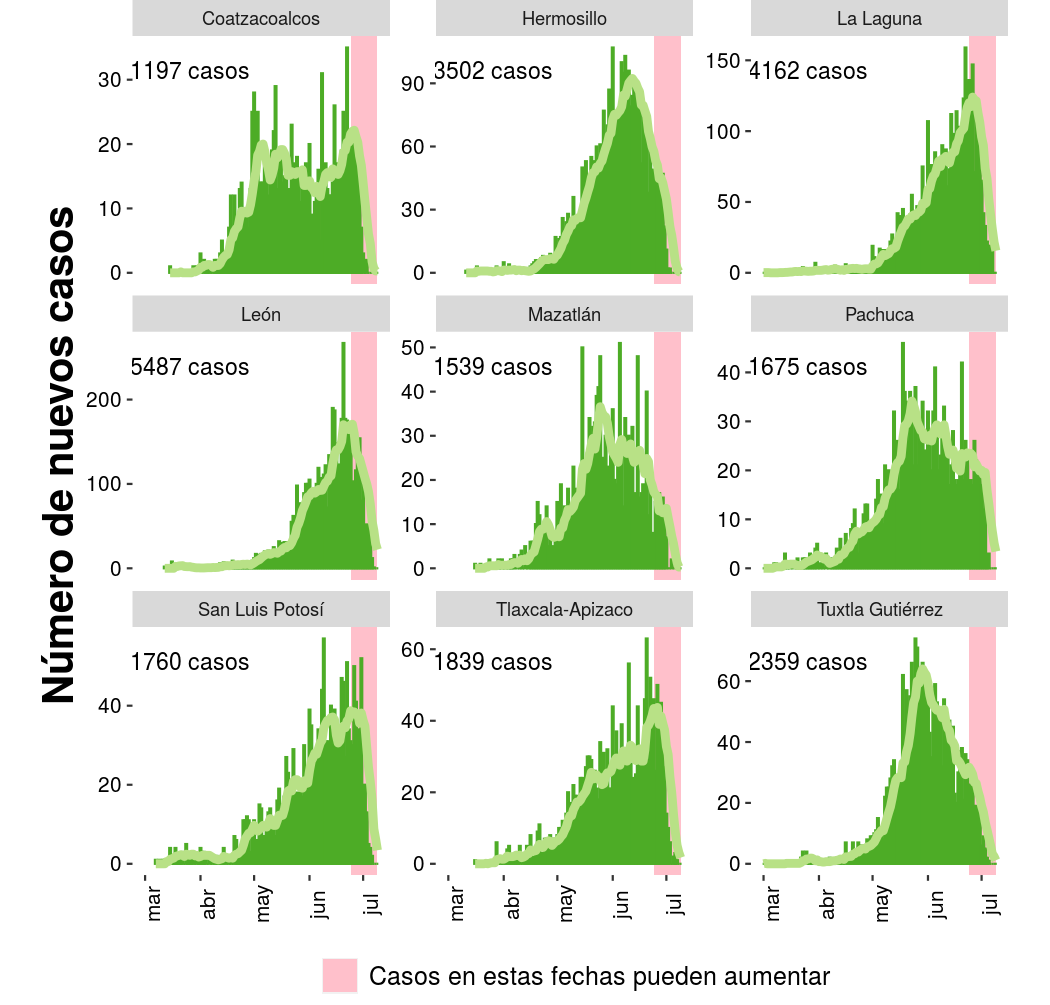 Número de nuevos casos
Coatzacoalcos
Hermosillo
La Laguna
1197 casos
3502 casos
4162 casos
30
20
10
0
90
60
30
0
150
100
50
0
León
Mazatlán
Pachuca
5487 casos
1539 casos
1675 casos
200
100
0
50
40
30
20
10
0
40
30
20
10
0
San Luis Potosí
Tlaxcala-Apizaco
Tuxtla Gutiérrez
1760 casos
1839 casos
2359 casos
40
20
0
60
40
20
0
60
40
20
0
mar
abr
may
jun
jul
mar
abr
may
jun
jul
mar
abr
may
jun
jul
Casos en estas fechas pueden aumentar